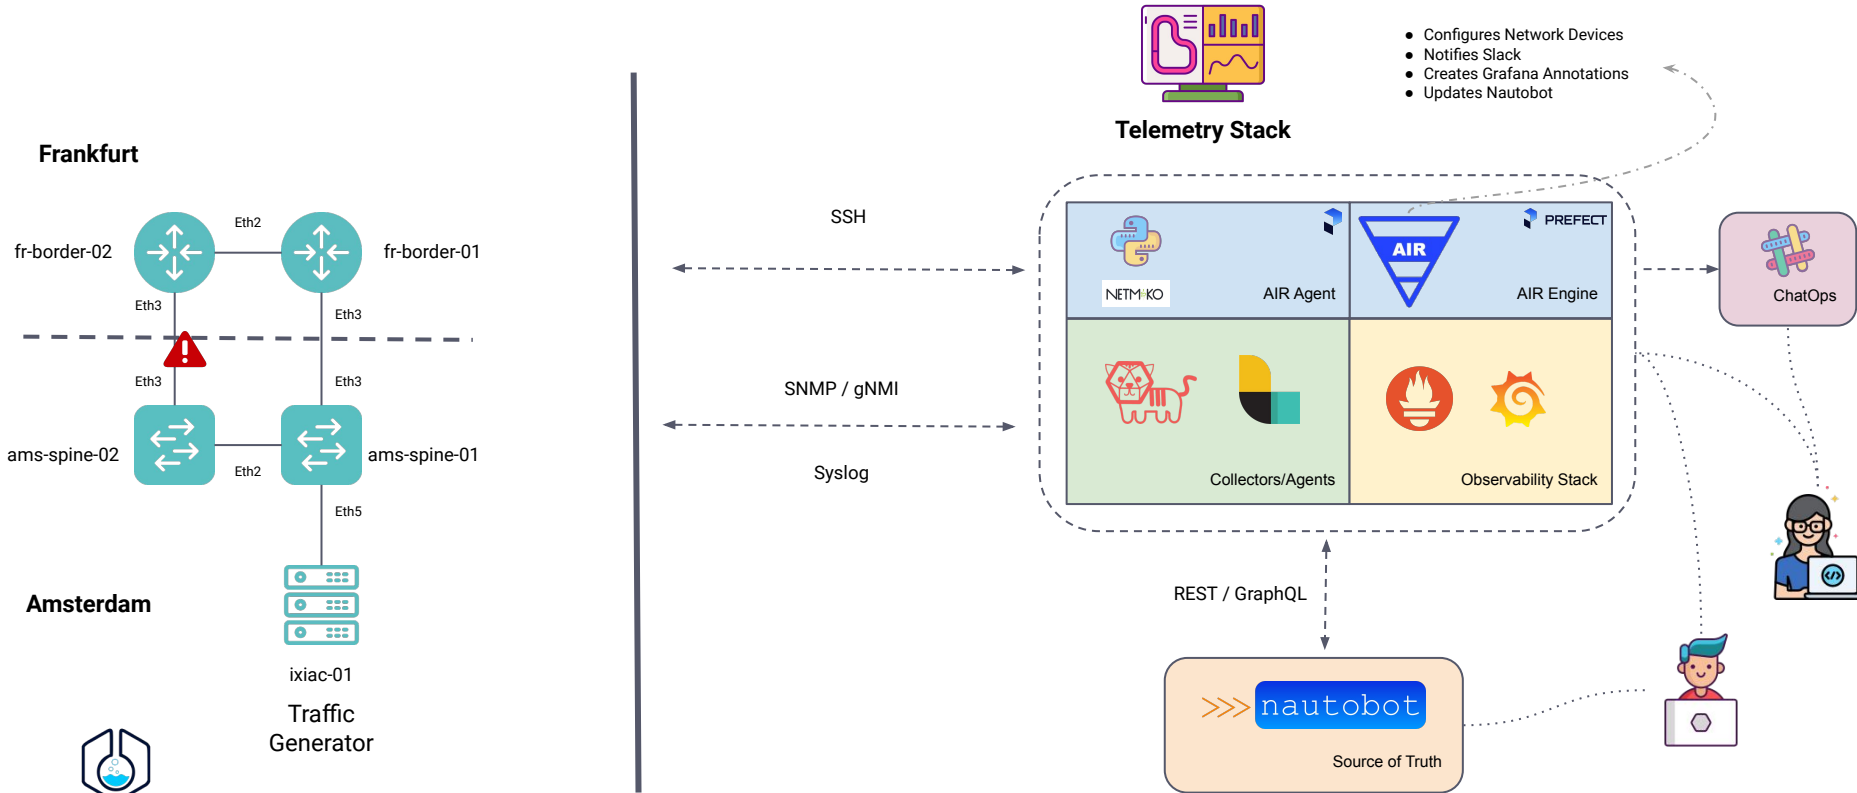 Configures Network Devices
Notifies Slack
Creates Grafana Annotations
Updates Nautobot
Telemetry Stack
Frankfurt
fr-border-02
Eth2
fr-border-01
Eth3
Eth3
Eth3
Eth3
ams-spine-02
Eth2
ams-spine-01
Eth5
Amsterdam
ixiac-01
Traffic
Generator
SSH
SNMP / gNMI
Syslog
NETMIKO
AIR Agent
AIR
PREFECT
AIR Engine
Collectors/Agents
Observability Stack
ChatOps
REST / GraphQL
>>> nautobot
Source of Truth